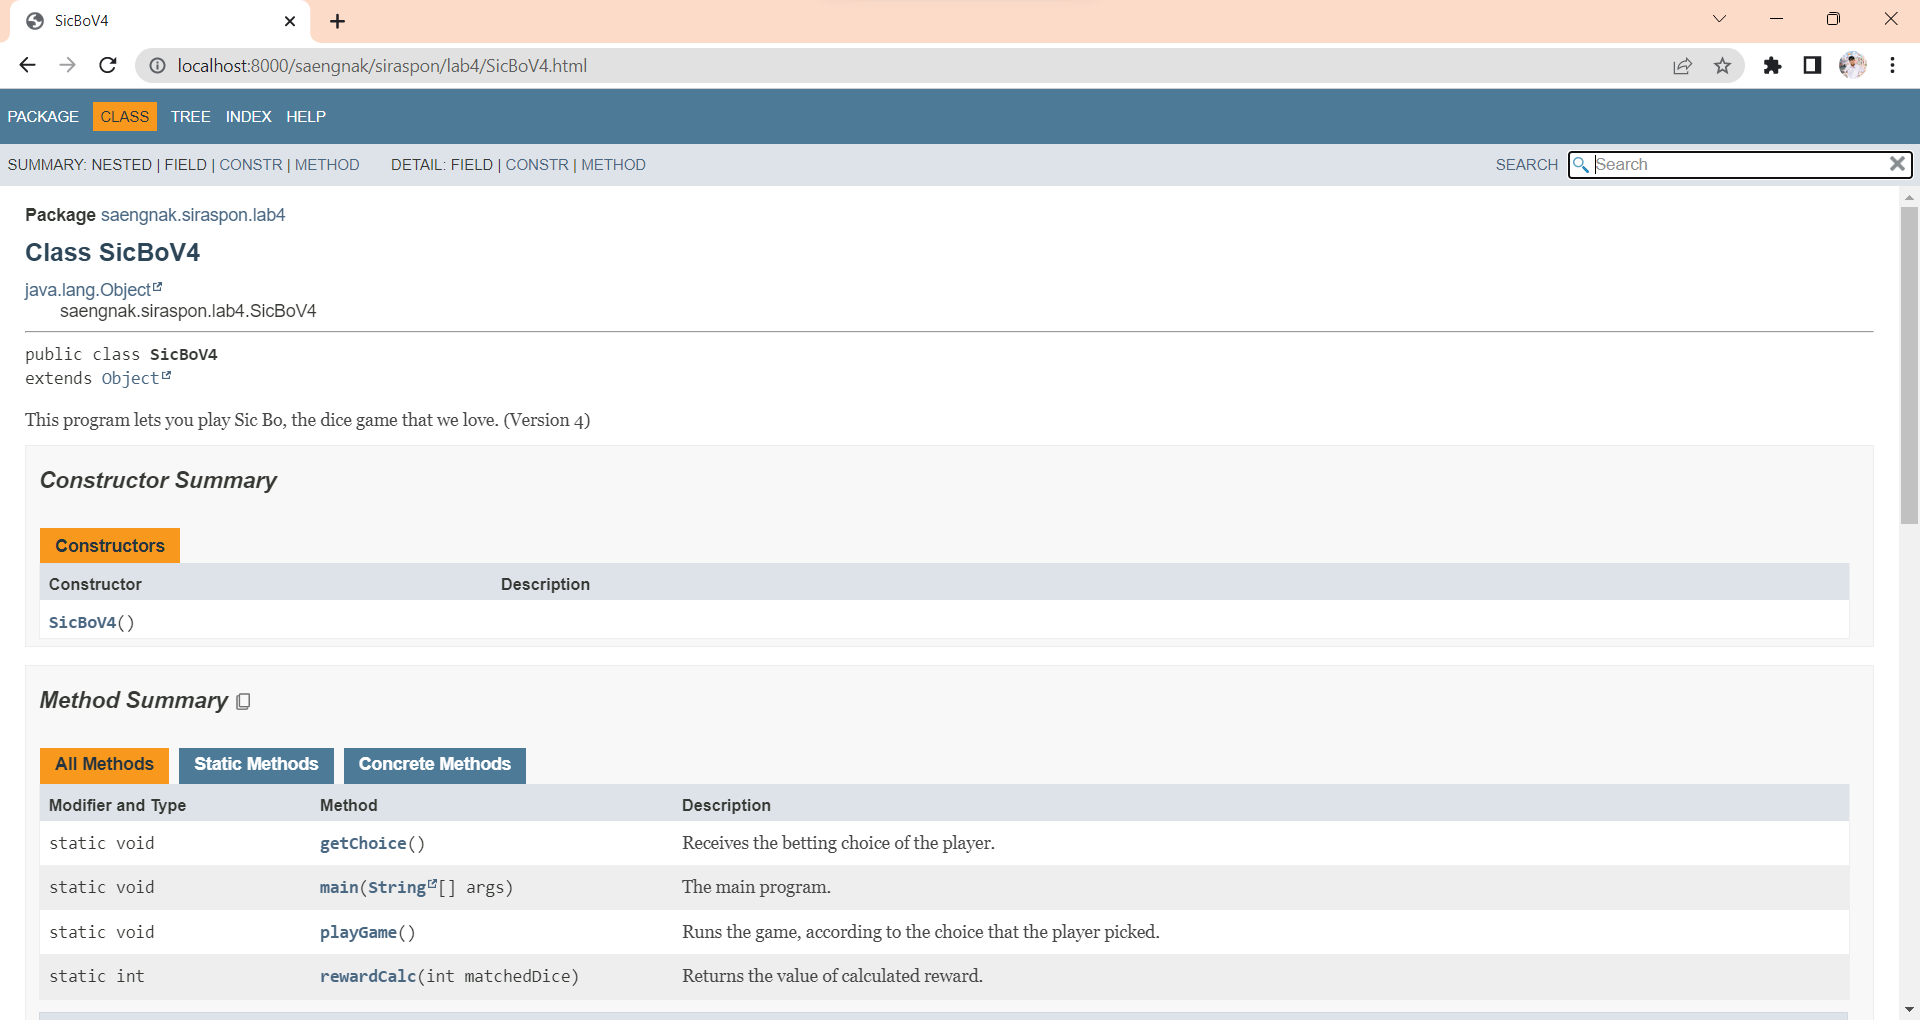 SicBoV4
localhost:8000/saengnak/siraspon/lab4/SicBoV4.html
PACKAGE CLASS TREE INDEX HELP
SUMMARY: NESTED | FIELD | CONSTR | METHOD DETAIL: FIELD | CONSTR | METHOD SEARCH Search
Package saengnak.siraspon.lab4
Class SicBoV4
java.lang.Object
saengnak.siraspon.lab4.SicBoV4
public class SicBoV4
extends Object
This program lets you play Sic Bo, the dice game that we love. (Version 4)
Constructor Summary
Constructors
Constructor Description
SicBoV4()
Method Summary
All Methods Static Methods Concrete Methods
Modifier and Type Method Description
static void getChoice() Receives the betting choice of the player.
static void main(String[] args) The main program.
static void playGame() Runs the game, according to the choice that the player picked.
static int rewardCalc(int matchedDice) Returns the value of calculated reward.